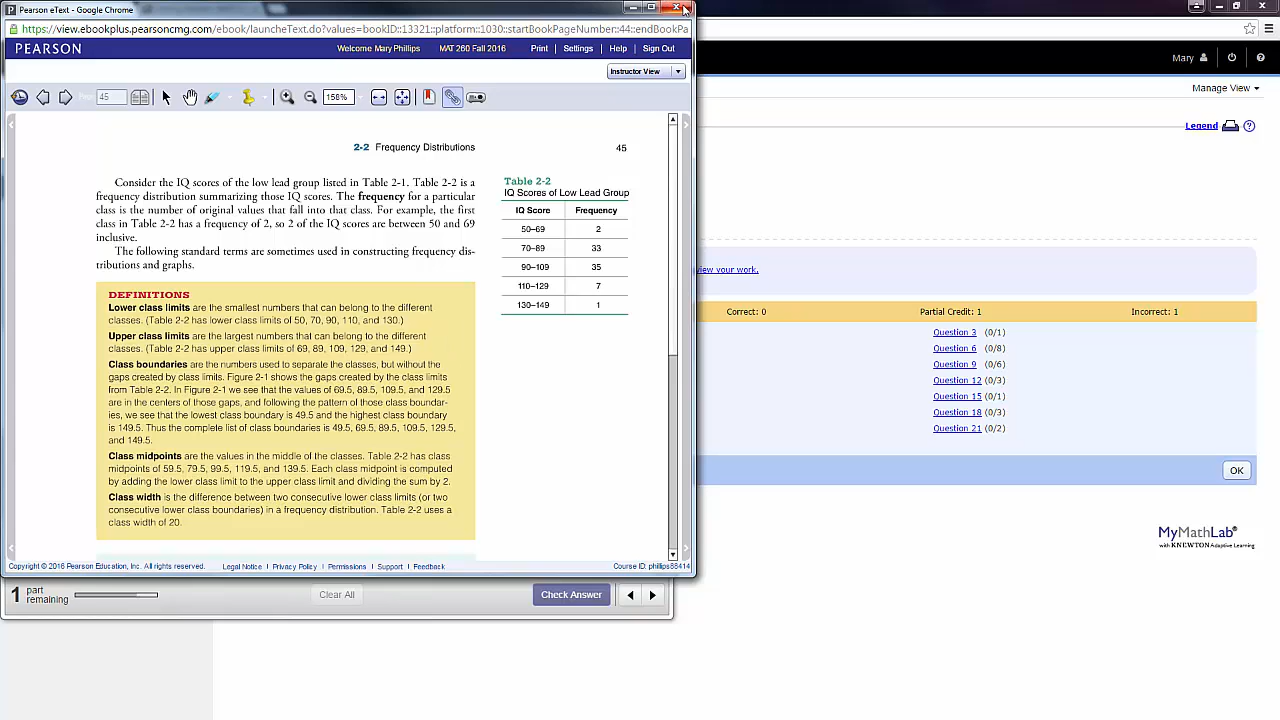 Pearson eText - Google Chrome
https://view.ebookplus.pearsoncmg.com/ebook/launcheText.do?values=bookID::13321::platform::1030::startBookPageNumber::44::endBookPa
PEARSON
Welcome Mary Phillips MAT 260 Fall 2016 Print Settings Help Sign Out
Instructor View
45
158%
2-2 Frequency Distributions 45
Consider the IQ scores of the low lead group listed in Table 2-1. Table 2-2 is a
frequency distribution summarizing those IQ scores. The frequency for a particular
class is the number of original values that fall into that class. For example, the first
class in Table 2-2 has a frequency of 2, so 2 of the IQ scores are between 50 and 69
inclusive.
The following standard terms are sometimes used in constructing frequency dis-
tributions and graphs.
Table 2-2
IQ Scores of Low Lead Group
IQ Score Frequency
50–69 2
70–89 33
90–109 35
110–129 7
130–149 1
DEFINITIONS
Lower class limits are the smallest numbers that can belong to the different
classes. (Table 2-2 has lower class limits of 50, 70, 90, 110, and 130.)
Upper class limits are the largest numbers that can belong to the different
classes. (Table 2-2 has upper class limits of 69, 89, 109, 129, and 149.)
Class boundaries are the numbers used to separate the classes, but without the
gaps created by class limits. Figure 2-1 shows the gaps created by the class limits
from Table 2-2. In Figure 2-1 we see that the values of 69.5, 89.5, 109.5, and 129.5
are in the centers of those gaps, and following the pattern of those class boundar-
ies, we see that the lowest class boundary is 49.5 and the highest class boundary
is 149.5. Thus the complete list of class boundaries is 49.5, 69.5, 89.5, 109.5, 129.5,
and 149.5.
Class midpoints are the values in the middle of the classes. Table 2-2 has class
midpoints of 59.5, 79.5, 99.5, 119.5, and 139.5. Each class midpoint is computed
by adding the lower class limit to the upper class limit and dividing the sum by 2.
Class width is the difference between two consecutive lower class limits (or two
consecutive lower class boundaries) in a frequency distribution. Table 2-2 uses a
class width of 20.
Copyright © 2016 Pearson Education, Inc. All rights reserved. Legal Notice | Privacy Policy | Permissions | Support | Feedback Course ID: phillips88414
1 part
remaining
Clear All
Check Answer
Mary
Manage View
Legend
view your work.
Correct: 0 Partial Credit: 1 Incorrect: 1
Question 3 (0/1)
Question 6 (0/8)
Question 9 (0/6)
Question 12 (0/3)
Question 15 (0/1)
Question 18 (0/3)
Question 21 (0/2)
OK
MyMathLab®
with KNEWTON Adaptive Learning